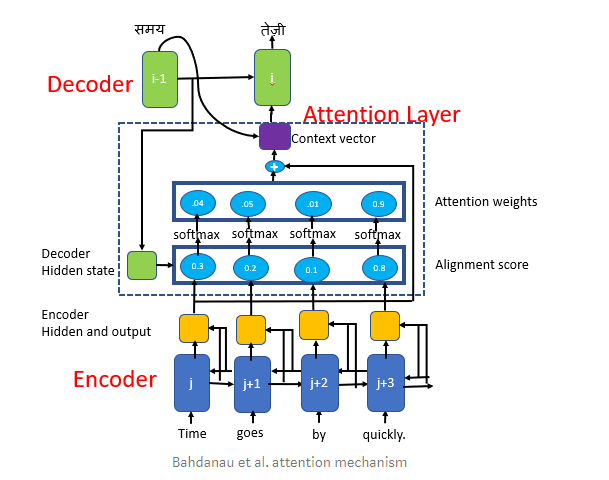 समय
तेज़ी
Decoder
i-1
i
Attention Layer
Context vector
+
.04
.05
.01
0.9
Attention weights
softmax
softmax
softmax
softmax
Decoder
Hidden state
0.3
0.2
0.1
0.8
Alignment score
Encoder
Hidden and output
Encoder
j
j+1
j+2
j+3
Time
goes
by
quickly.
Bahdanau et al. attention mechanism